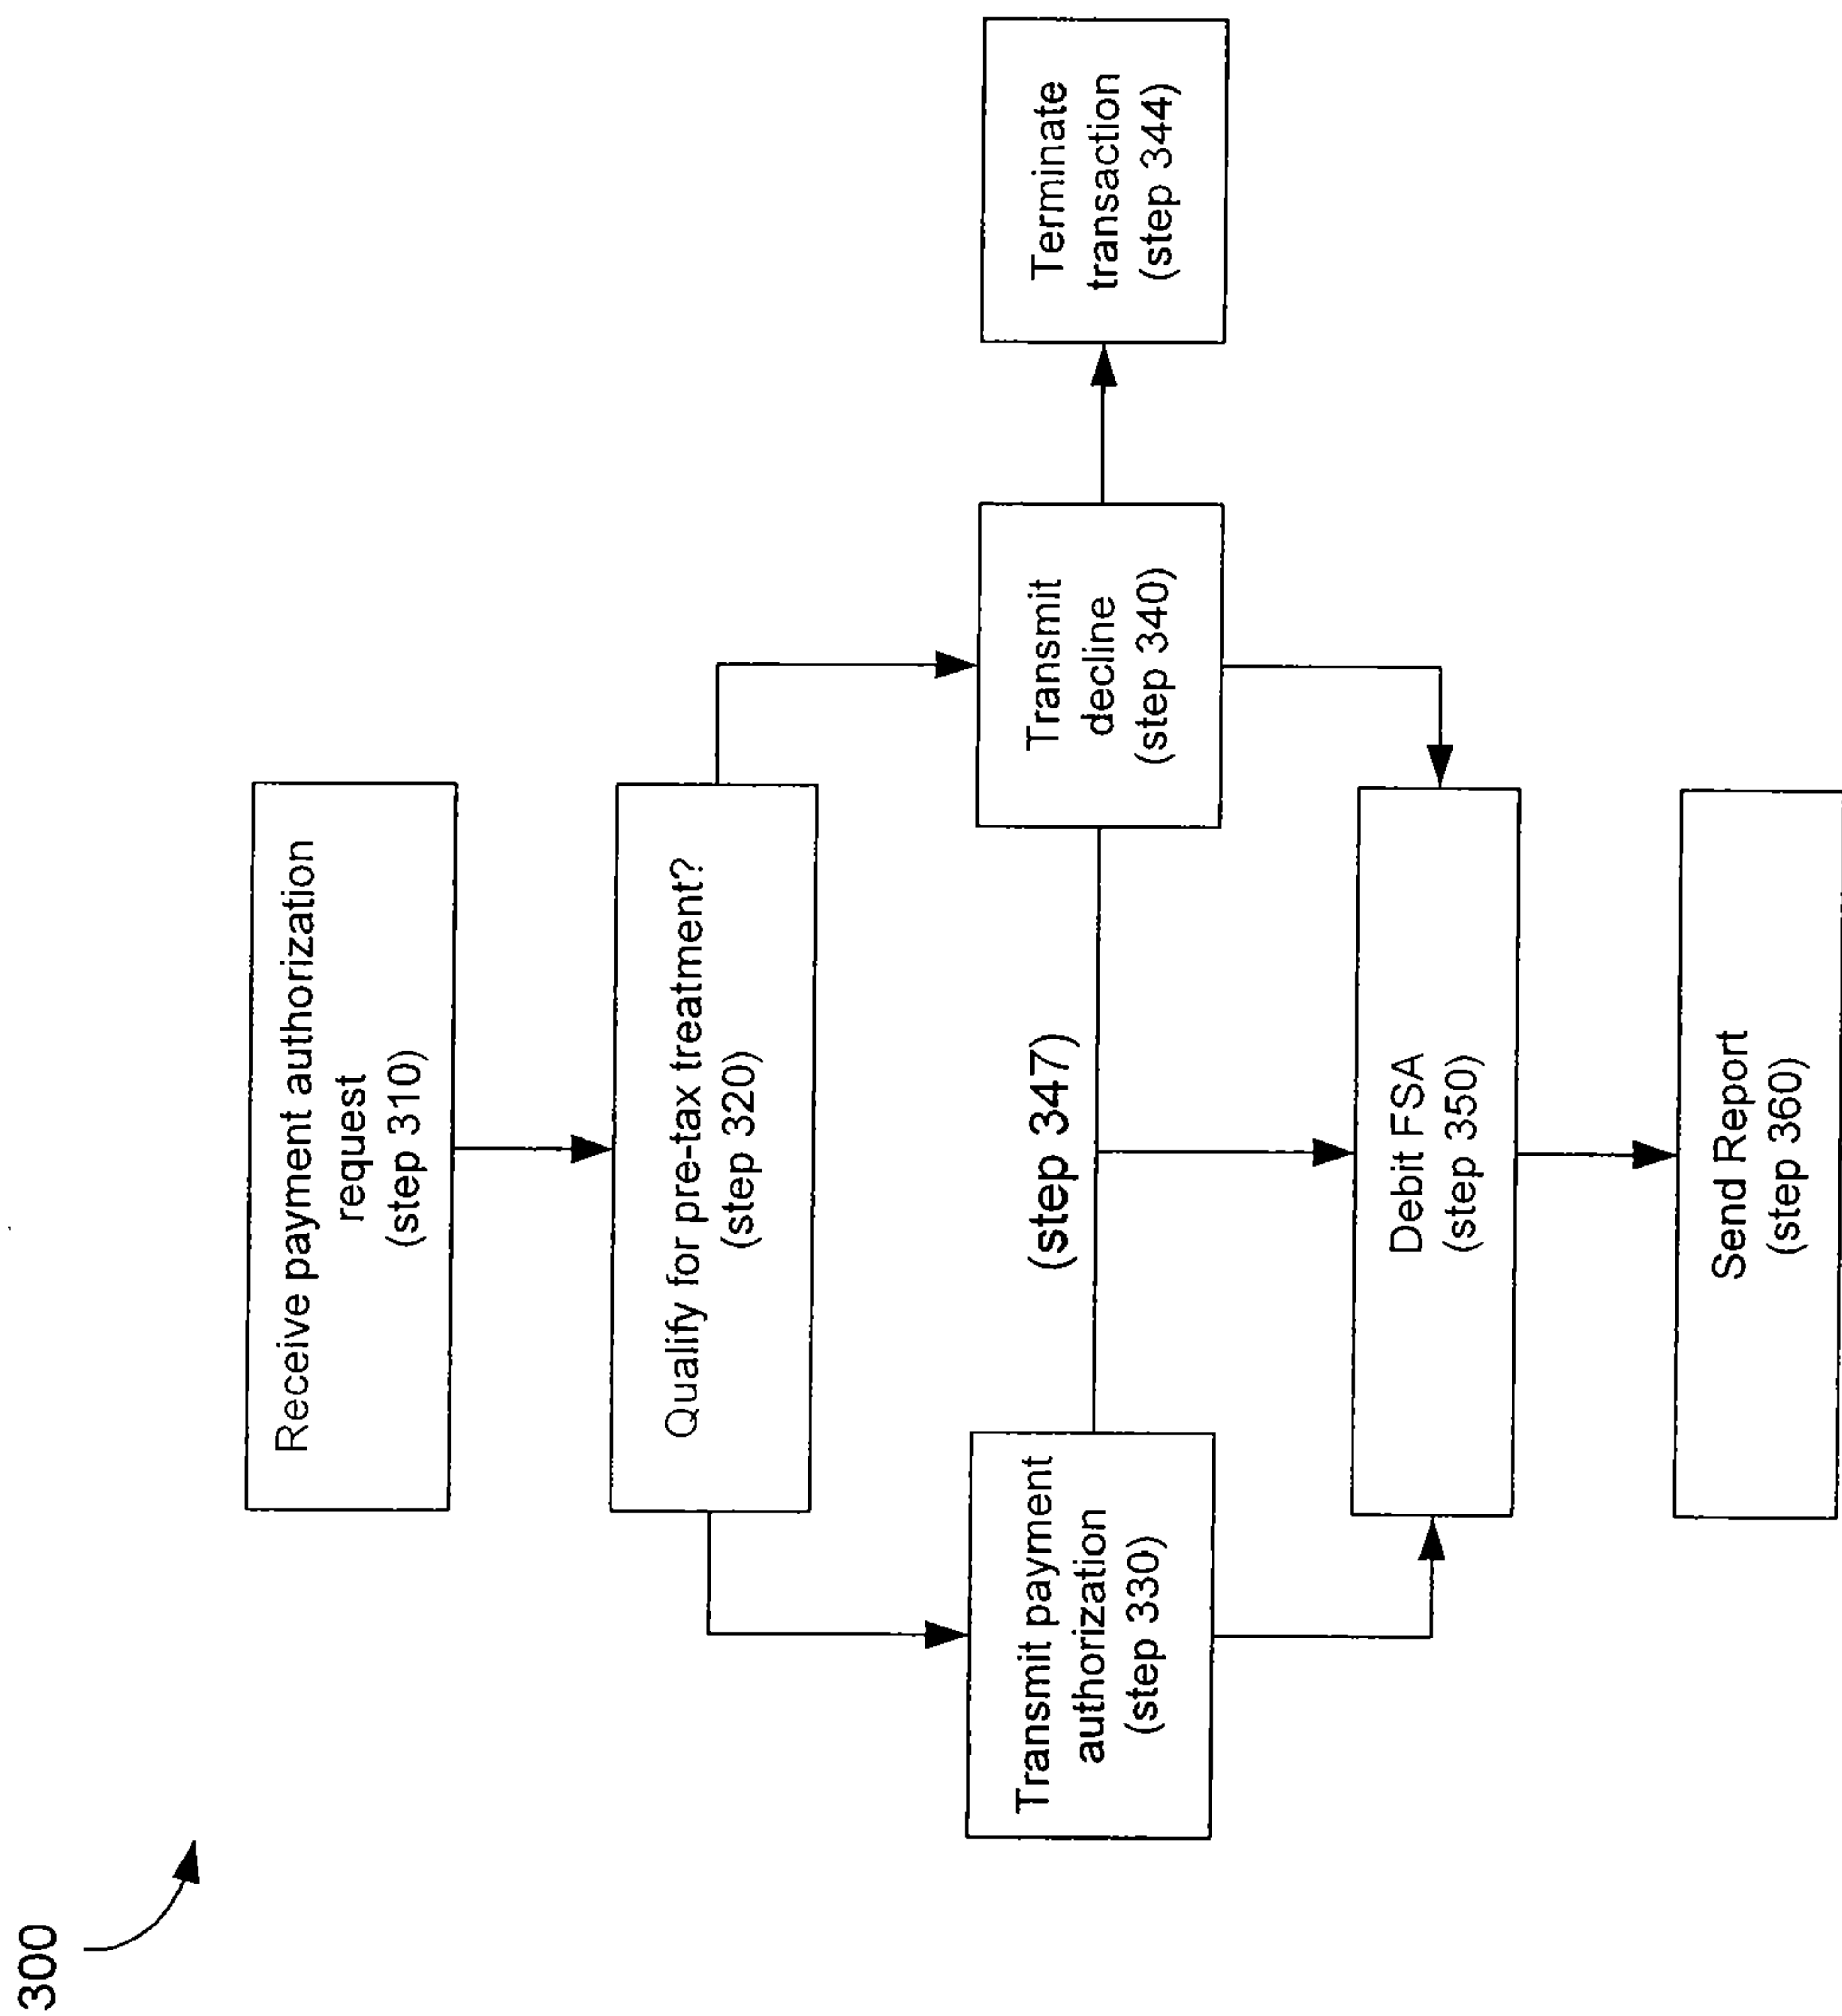 300
Receive payment authorization
request
(step 310)
Qualify for pre-tax treatment?
(step 320)
Transmit payment
authorization
(step 330)
(step 347)
Transmit
decline
(step 340)
Terminate
transaction
(step 344)
Debit FSA
(step 350)
Send Report
(step 360)